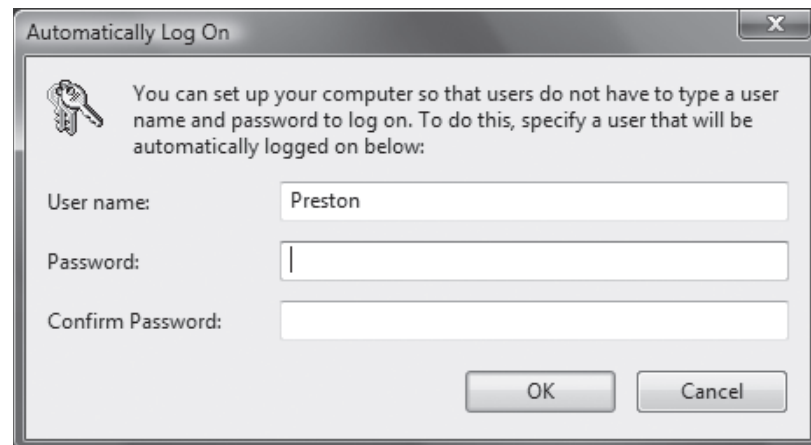 Automatically Log On
You can set up your computer so that users do not have to type a user
name and password to log on. To do this, specify a user that will be
automatically logged on below:
User name: Preston
Password:
Confirm Password:
OK Cancel